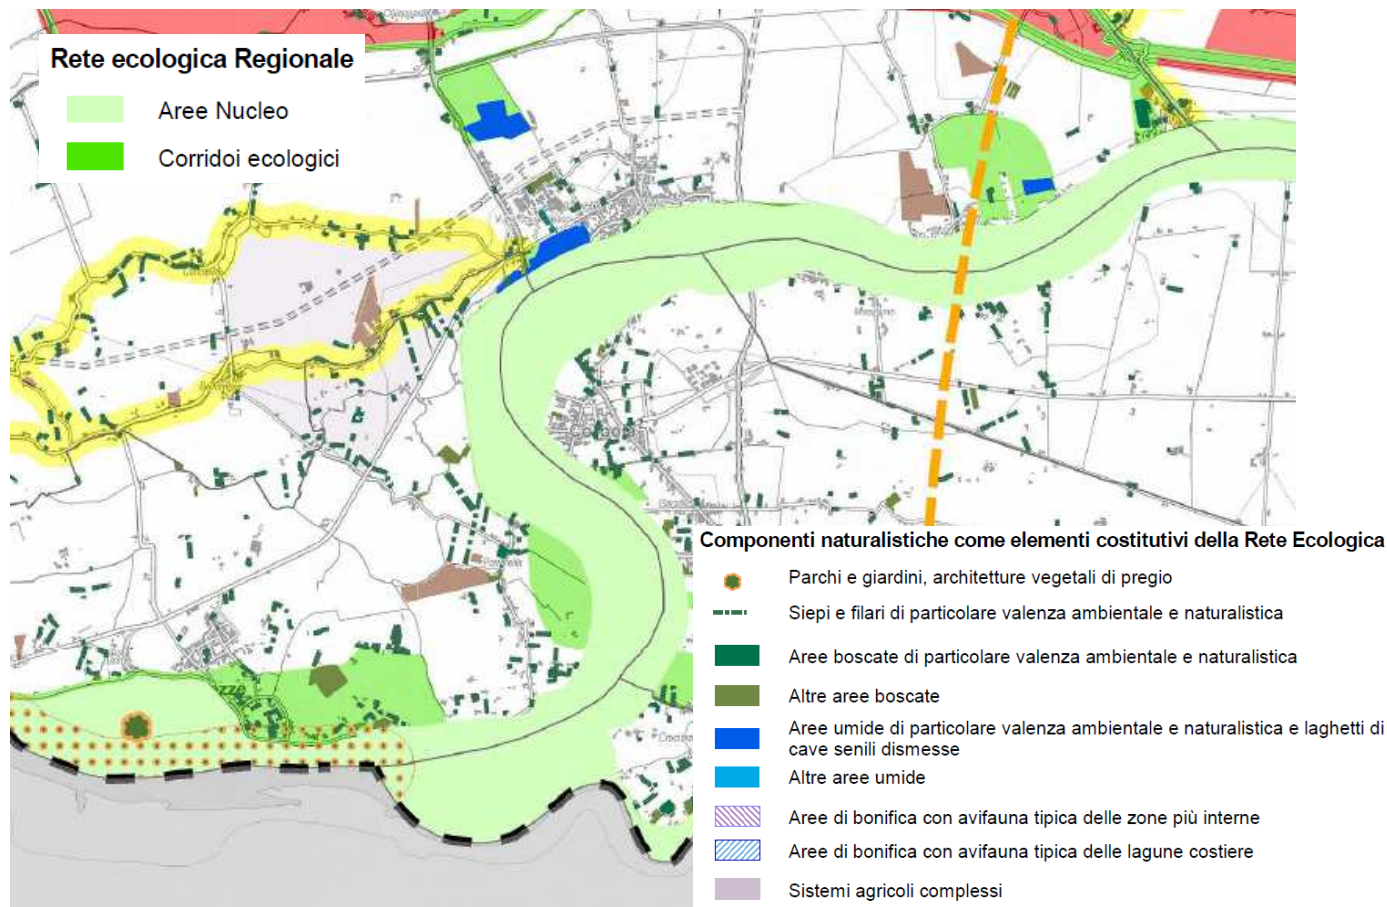 Rete ecologica Regionale
Aree Nucleo
Corridoi ecologici
Componenti naturalistiche come elementi costitutivi della Rete Ecologica
Parchi e giardini, architetture vegetali di pregio
Siepi e filari di particolare valenza ambientale e naturalistica
Aree boscate di particolare valenza ambientale e naturalistica
Altre aree boscate
Aree umide di particolare valenza ambientale e naturalistica e laghetti di
cave senili dismesse
Altre aree umide
Aree di bonifica con avifauna tipica delle zone più interne
Aree di bonifica con avifauna tipica delle lagune costiere
Sistemi agricoli complessi